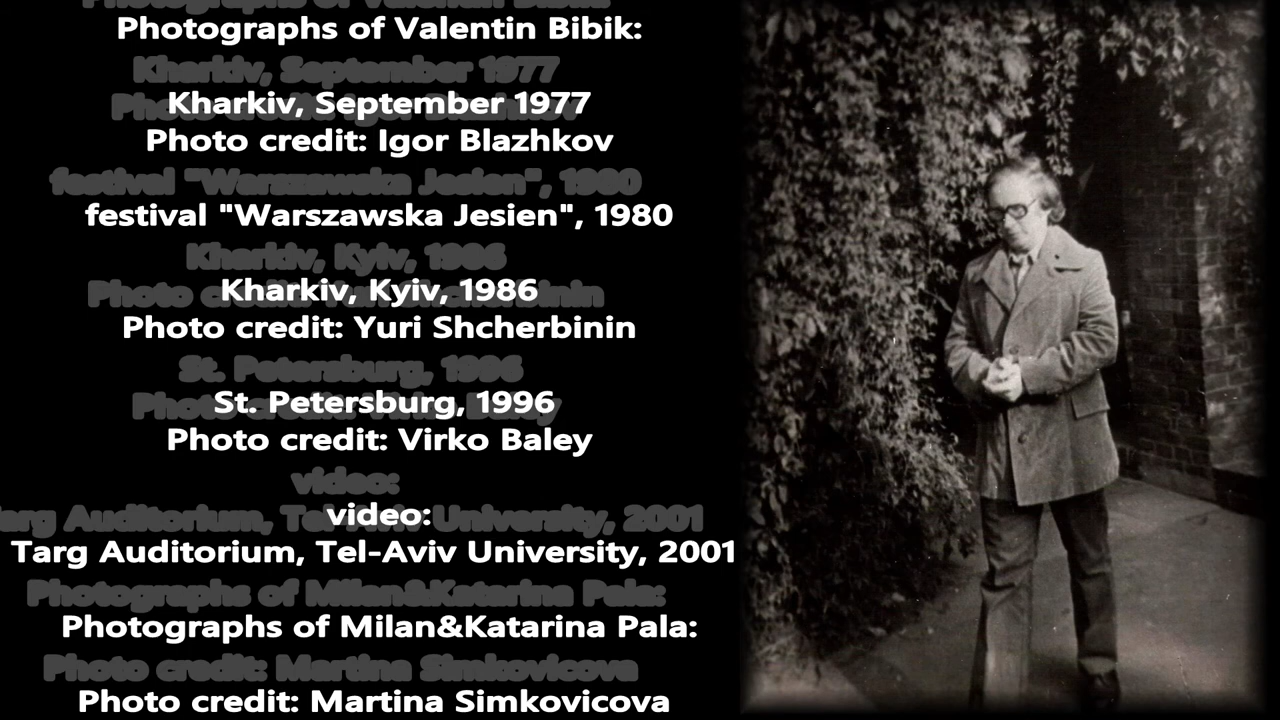 Photographs of Valentin Bibik:
Kharkiv, September 1977
Photo credit: Igor Blazhkov
festival "Warszawska Jesien", 1980
Kharkiv, Kyiv, 1986
Photo credit: Yuri Shcherbinin
St. Petersburg, 1996
Photo credit: Virko Baley
video:
Targ Auditorium, Tel-Aviv University, 2001
Photographs of Milan&Katarina Pala:
Photo credit: Martina Simkovicova